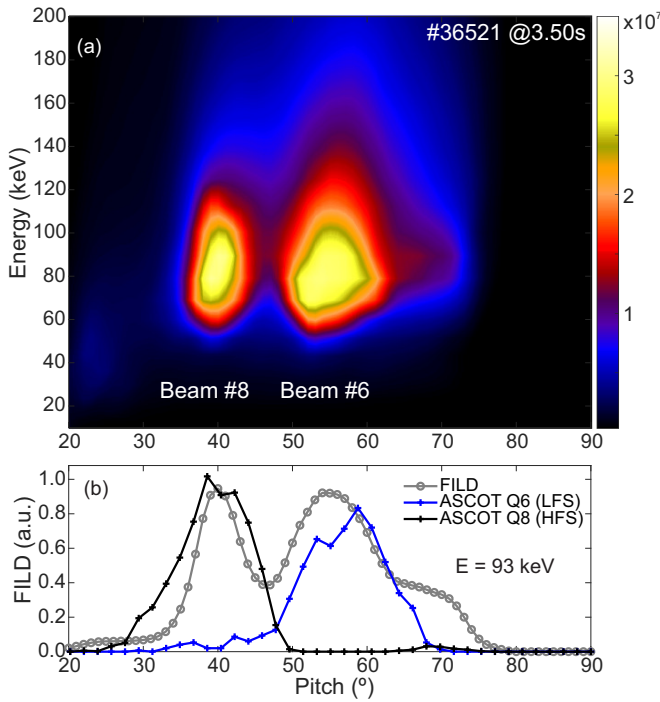 #36521 @3.50s
(a)
x10⁷
Energy (keV)
200
180
160
140
120
100
80
60
40
20
3
2
1
Beam #8
Beam #6
20 30 40 50 60 70 80 90
(b)
FILD
ASCOT Q6 (LFS)
ASCOT Q8 (HFS)
E = 93 keV
FILD (a.u.)
1.0
0.8
0.6
0.4
0.2
0
20 30 40 50 60 70 80 90
Pitch (º)